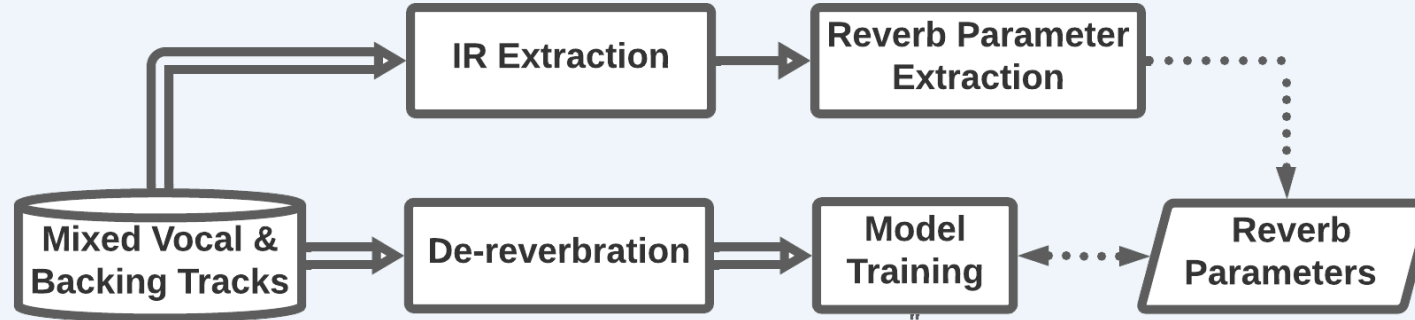 IR Extraction
Reverb Parameter
Extraction
Mixed Vocal &
Backing Tracks
De-reverbration
Model
Training
Reverb
Parameters